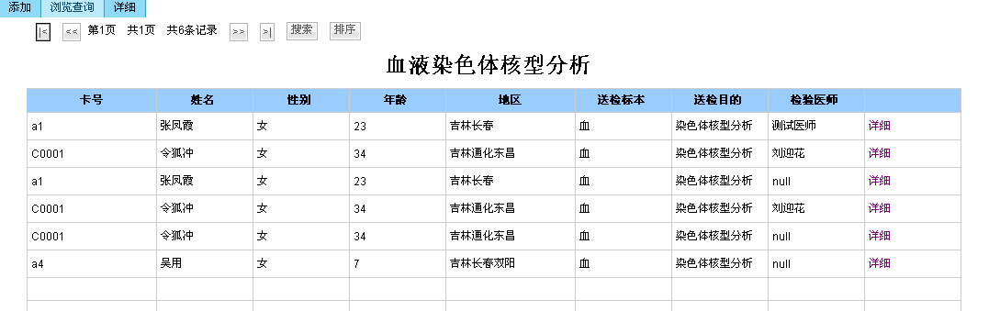 添加 浏览查询 详细
|< << 第1页 共1页 共6条记录 >> >| 搜索 排序
血液染色体核型分析
卡号 姓名 性别 年龄 地区 送检标本 送检目的 检验医师
a1 张凤霞 女 23 吉林长春 血 染色体核型分析 测试医师 详细
C0001 令狐冲 女 34 吉林通化东昌 血 染色体核型分析 刘迎花 详细
a1 张凤霞 女 23 吉林长春 血 染色体核型分析 null 详细
C0001 令狐冲 女 34 吉林通化东昌 血 染色体核型分析 刘迎花 详细
C0001 令狐冲 女 34 吉林通化东昌 血 染色体核型分析 null 详细
a4 吴用 女 7 吉林长春双阳 血 染色体核型分析 null 详细